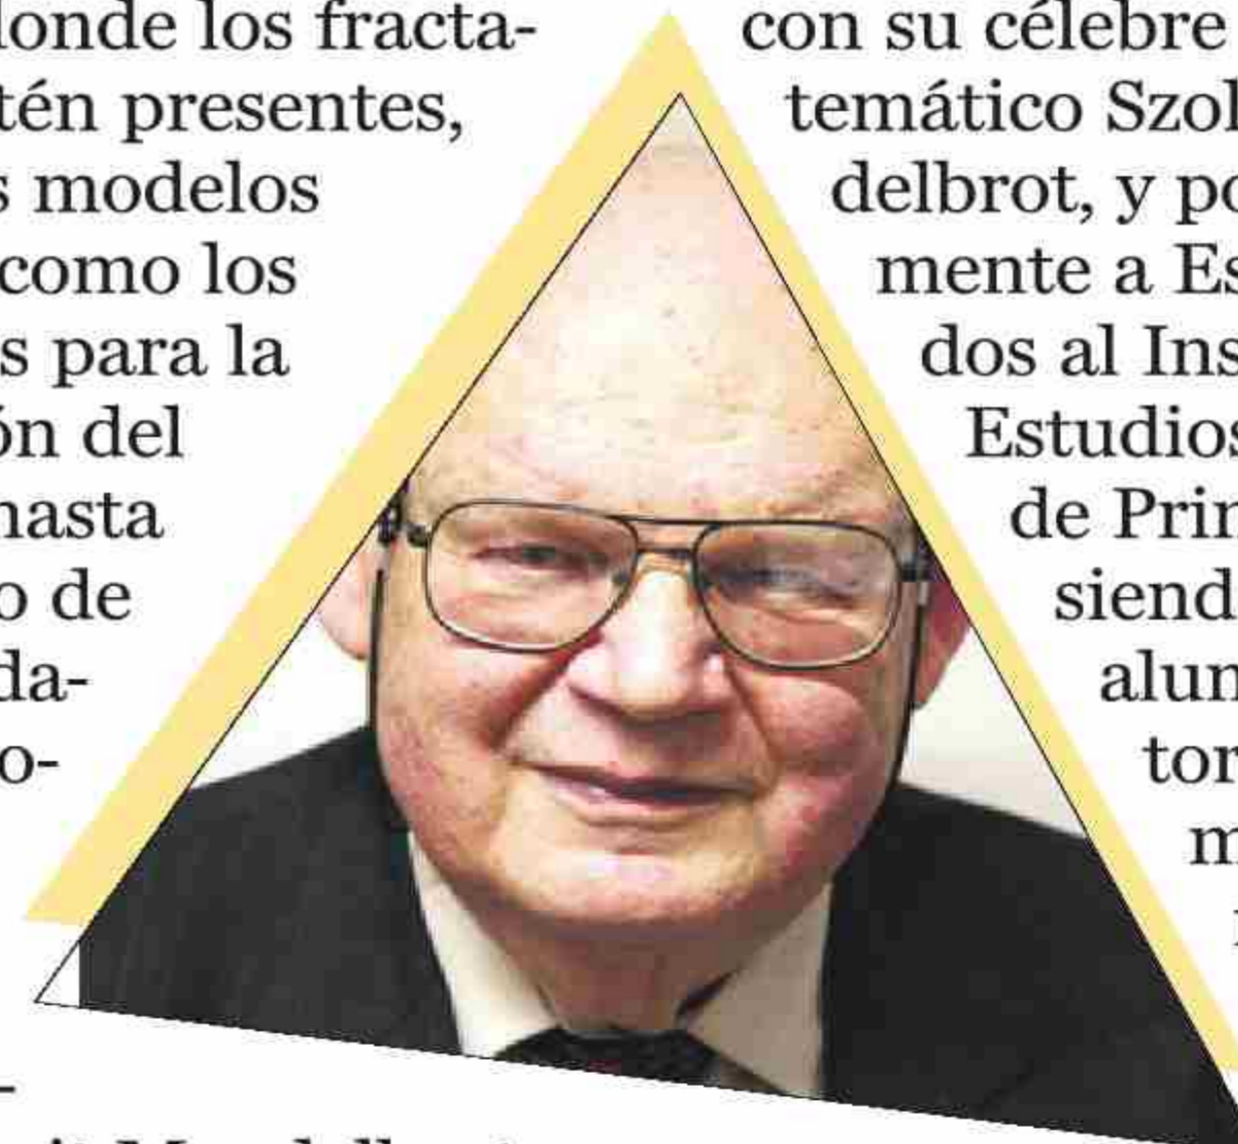 donde los fracta-
tén presentes,
s modelos
como los
s para la
ón del
hasta
o de
da-
o-
-
con su célebre
temático Szol
delbrot, y po
mente a Es
dos al Ins
Estudios
de Prin
siend
alum
tor
m